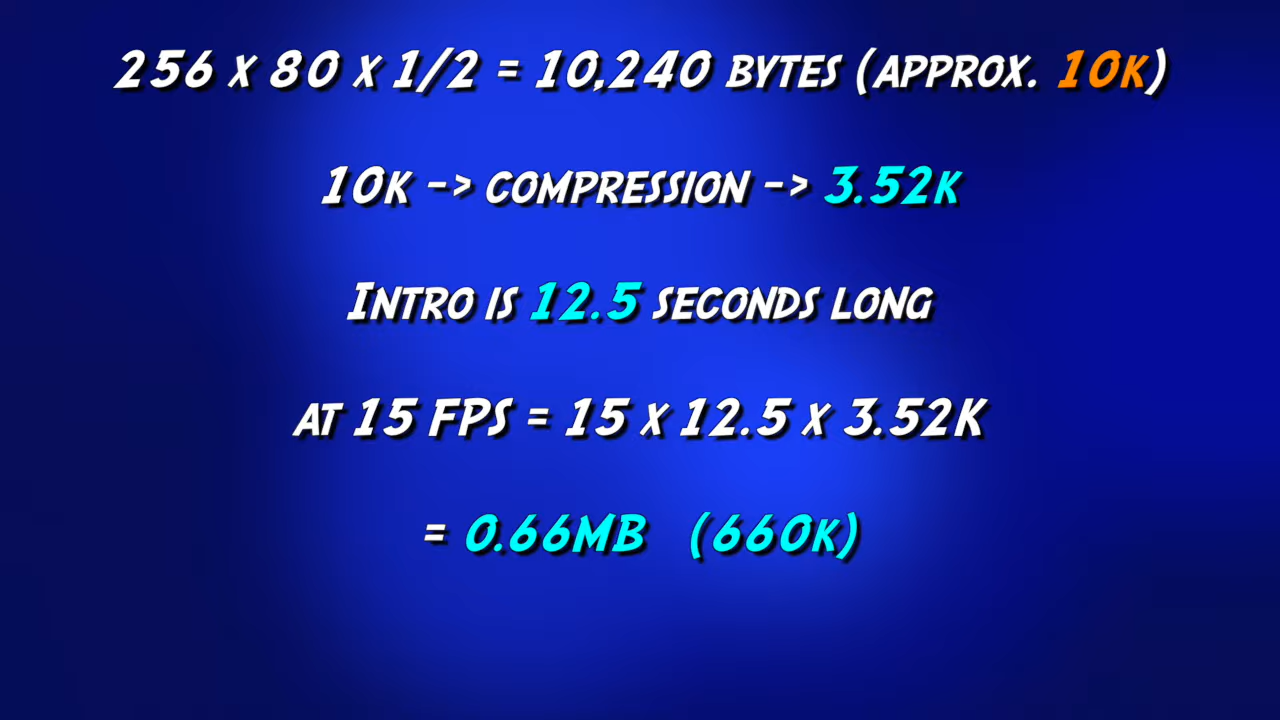 256 x 80 x 1/2 = 10,240 bytes (approx. 10k)
10k -> compression -> 3.52k
Intro is 12.5 seconds long
at 15 FPS = 15 x 12.5 x 3.52K
= 0.66MB (660k)